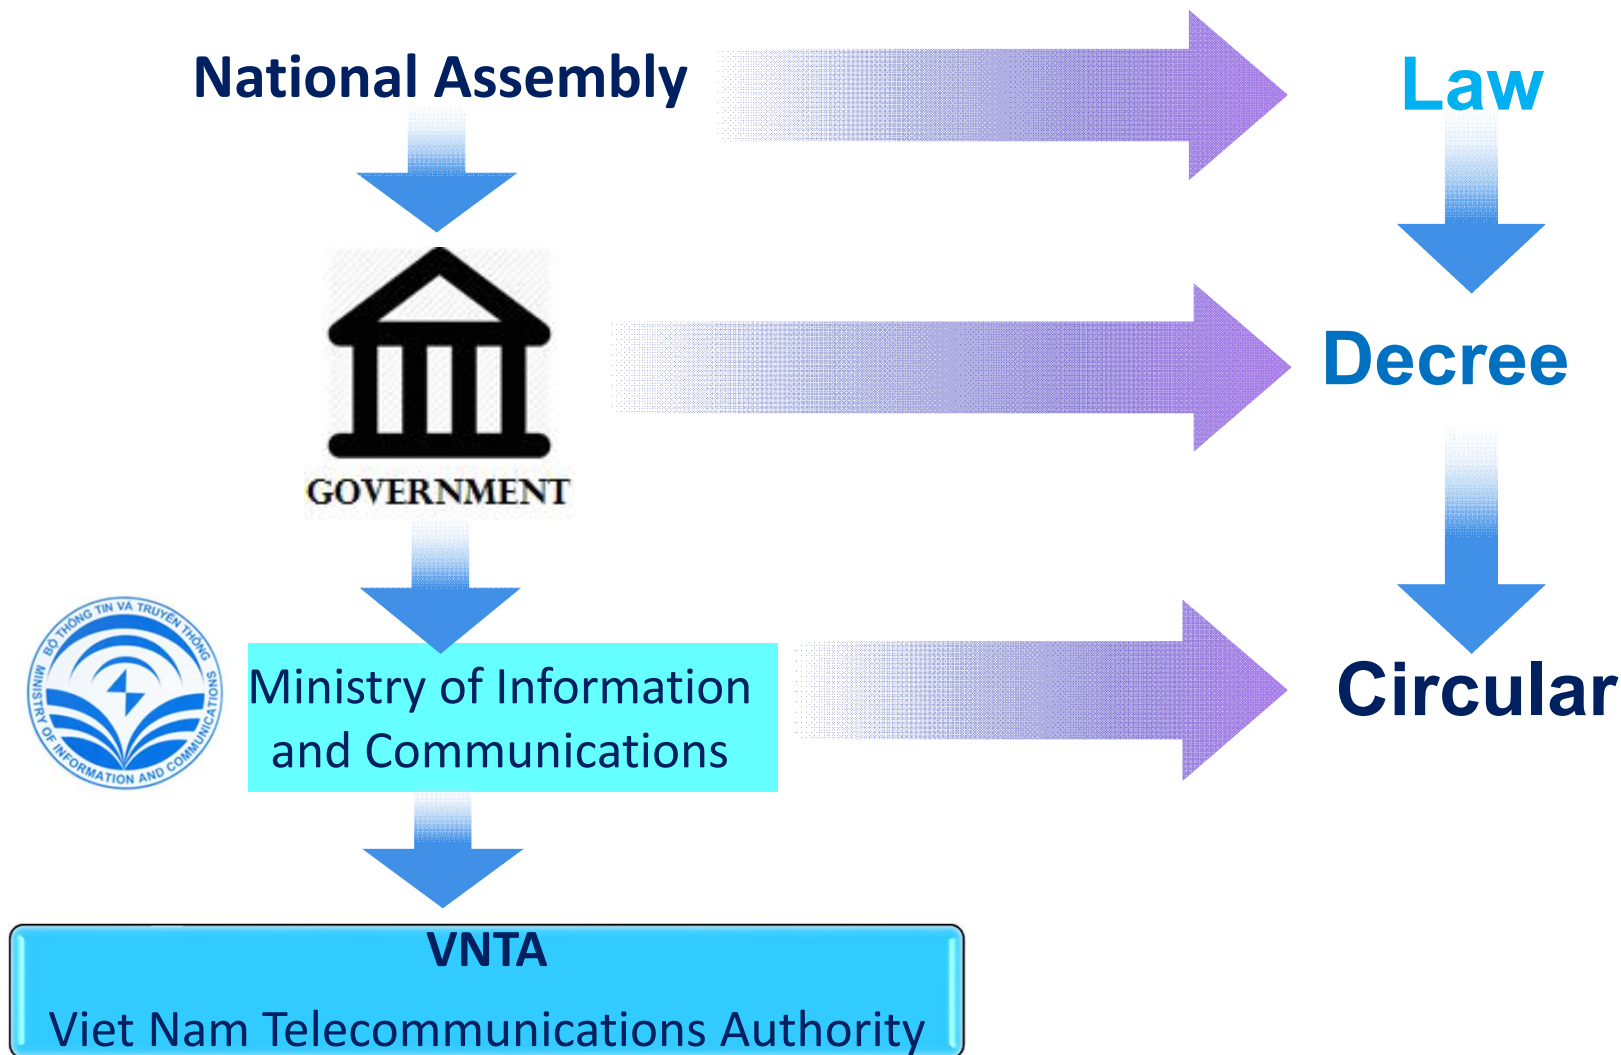 National Assembly
Law
GOVERNMENT
Decree
BỘ THÔNG TIN VÀ TRUYỀN THÔNG
MINISTRY OF INFORMATION AND COMMUNICATIONS
Ministry of Information
and Communications
Circular
VNTA
Viet Nam Telecommunications Authority